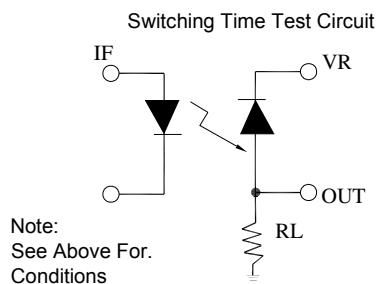 Switching Time Test Circuit
IF
VR
OUT
RL
Note:
See Above For.
Conditions